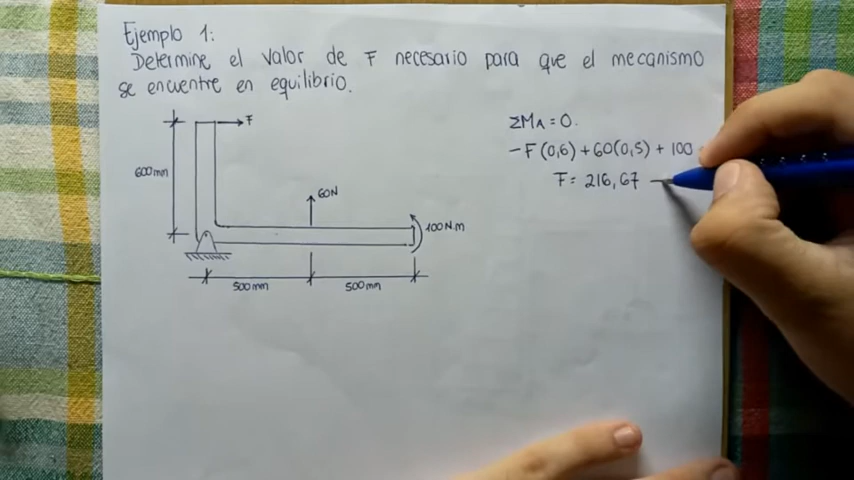 Ejemplo 1:
Determine el valor de F necesario para que el mecanismo
se encuentre en equilibrio.
F
600mm
60N
100N.m
500mm
500mm
ΣMA = 0.
-F(0,6) + 60(0,5) + 100
F = 216,67